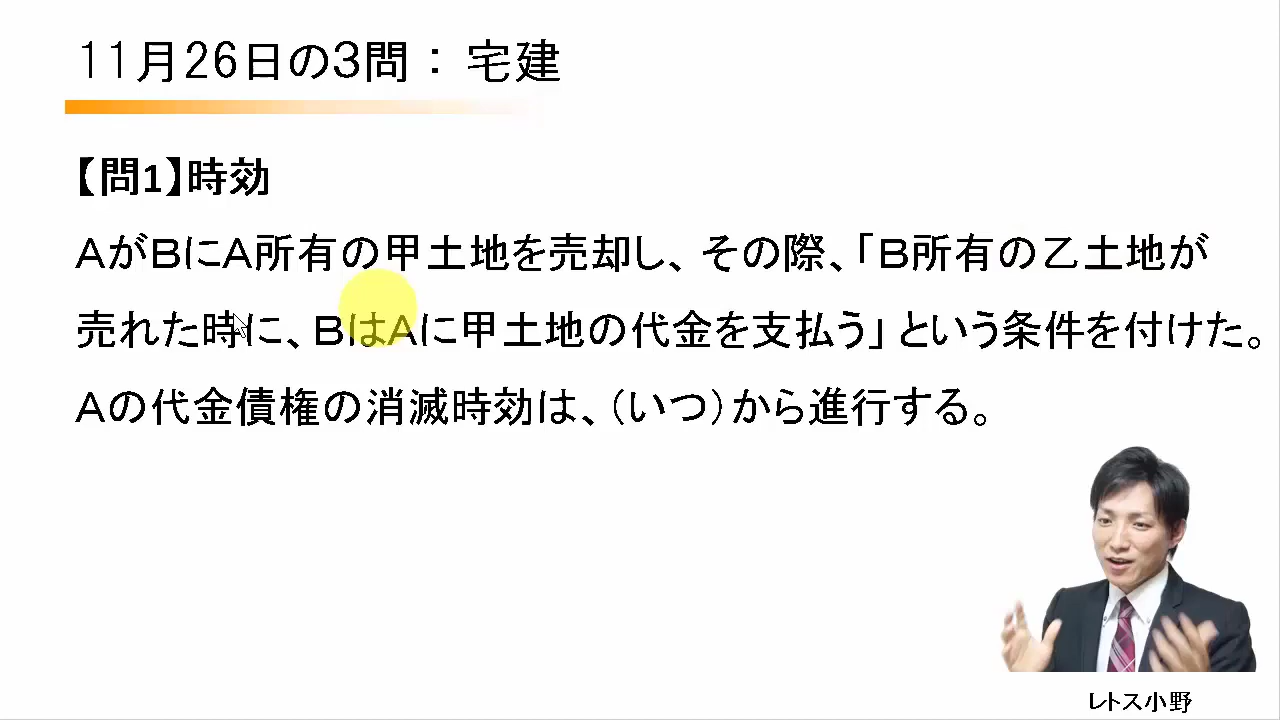 11月26日の3問：宅建
【問1】時効
AがBにA所有の甲土地を売却し、その際、「B所有の乙土地が
売れた時に、BはAに甲土地の代金を支払う」という条件を付けた。
Aの代金債権の消滅時効は、（いつ）から進行する。
レトス小野